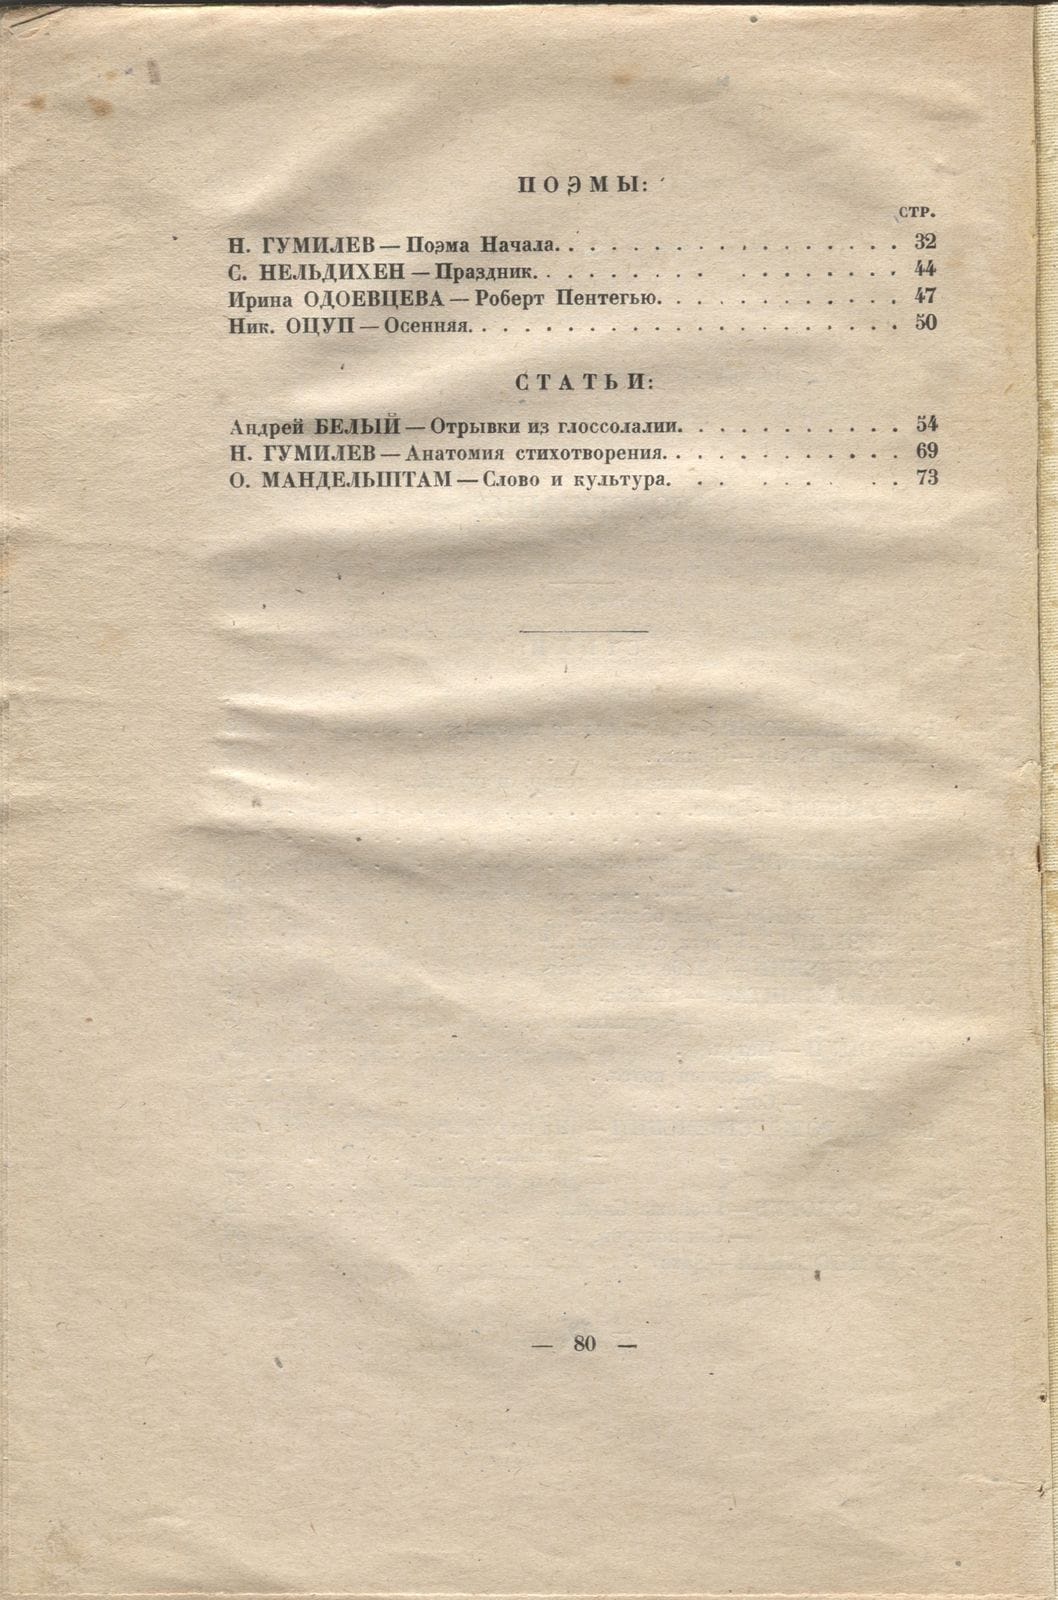 ПОЭМЫ:
СТР.
Н. ГУМИЛЕВ — Поэма Начала. . . . . . . . . . . . . . . . . . 32
С. НЕЛЬДИХЕН — Праздник. . . . . . . . . . . . . . . . . . 44
Ирина ОДОЕВЦЕВА — Роберт Пентегью. . . . . . . . . . . . . 47
Ник. ОЦУП — Осенняя. . . . . . . . . . . . . . . . . . . . . 50
СТАТЬИ:
Андрей БЕЛЫЙ — Отрывки из глоссолалии. . . . . . . . . . . 54
Н. ГУМИЛЕВ — Анатомия стихотворения. . . . . . . . . . . . 69
О. МАНДЕЛЬШТАМ — Слово и культура. . . . . . . . . 73
— 80 —